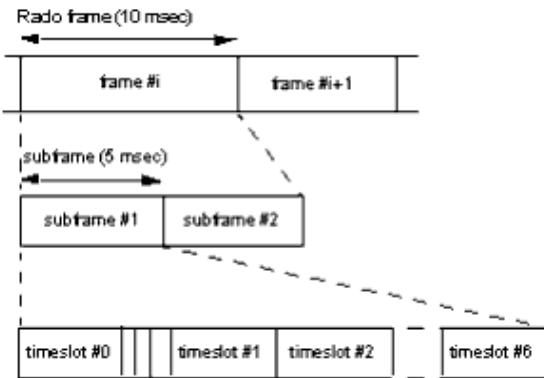 Rado frame (10 msec)
frame #i
frame #i+1
subframe (5 msec)
subframe #1
subframe #2
timeslot #0
timeslot #1
timeslot #2
timeslot #6